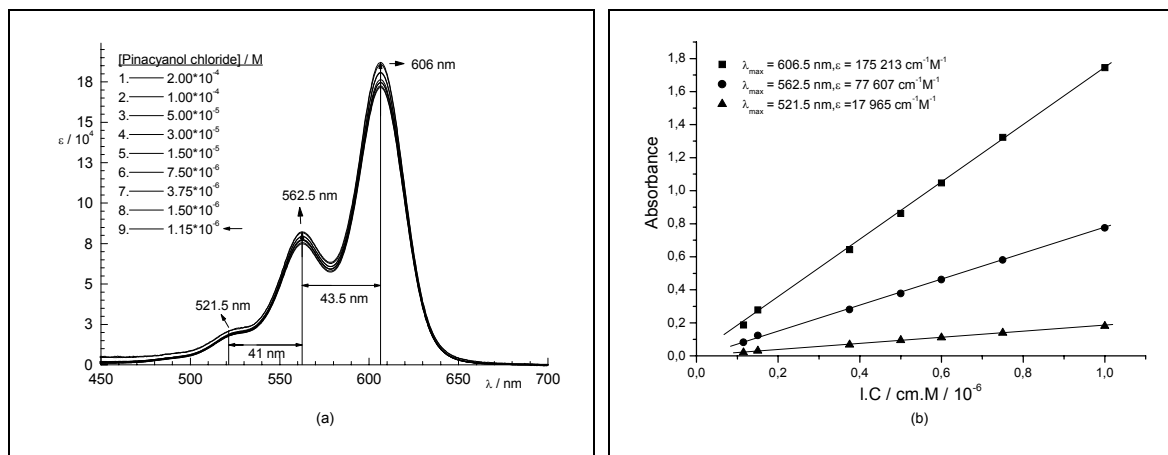 [Pinacyanol chloride] / M
1. 2.00*10⁻⁴
2. 1.00*10⁻⁴
3. 5.00*10⁻⁵
4. 3.00*10⁻⁵
5. 1.50*10⁻⁵
6. 7.50*10⁻⁶
7. 3.75*10⁻⁶
8. 1.50*10⁻⁶
9. 1.15*10⁻⁶
606 nm
562.5 nm
521.5 nm
43.5 nm
41 nm
ε / 10⁴
18
15
13
10
8
5
3
0
450 500 550 600 650 700
λ / nm
(a)
λmax = 606.5 nm,ε = 175 213 cm⁻¹M⁻¹
λmax = 562.5 nm,ε = 77 607 cm⁻¹M⁻¹
λmax = 521.5 nm,ε =17 965 cm⁻¹M⁻¹
Absorbance
1,8
1,6
1,4
1,2
1,0
0,8
0,6
0,4
0,2
0,0
0,0 0,2 0,4 0,6 0,8 1,0
l.C / cm.M / 10⁻⁶
(b)